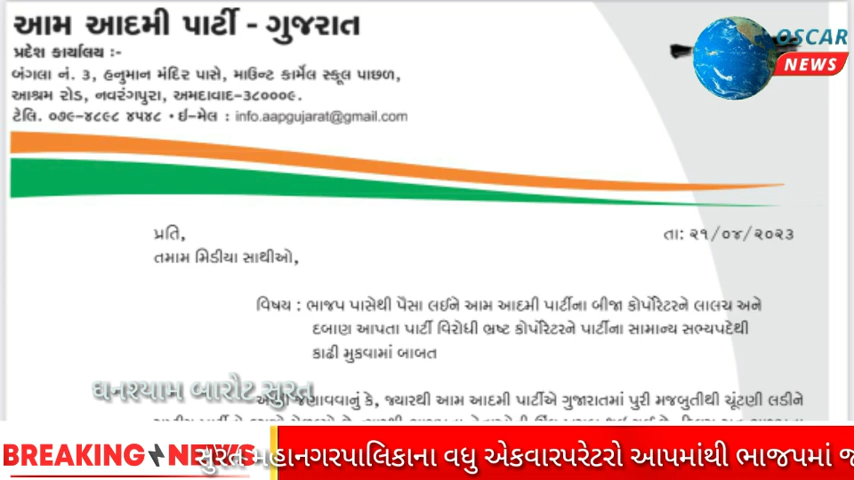 આમ આદમી પાર્ટી - ગુજરાત
પ્રદેશ કાર્યાલય :-
બંગલા નં. ૩, હનુમાન મંદિર પાસે, માઉન્ટ કાર્મેલ સ્કૂલ પાછળ,
આશ્રમ રોડ, નવરંગપુરા, અમદાવાદ-૩૮૦૦૦૯.
ટેલિ. ૦૭૯-૪૮૯૮ ૪૫૪૮ • ઈ-મેલ : info.aapgujarat@gmail.com
OSCAR
NEWS
પ્રતિ,
તા: ૨૧/૦૪/૨૦૨૩
તમામ મિડીયા સાથીઓ,
વિષય : ભાજપ પાસેથી પૈસા લઈને આમ આદમી પાર્ટીના બીજા કોર્પોરેટરને લાલચ અને
દબાણ આપતા પાર્ટી વિરોધી ભ્રષ્ટ કોર્પોરેટરને પાર્ટીના સામાન્ય સભ્યપદેથી
કાઢી મુકવામાં બાબત
ઘનશ્યામ બારોટ સુરત
જણાવવાનું કે, જ્યારથી આમ આદમી પાર્ટીએ ગુજરાતમાં પુરી મજબુતીથી ચૂંટણી લડીને
BREAKING NEWS
સુરત મહાનગરપાલિકાના વધુ એકવારપરેટરો આપમાંથી ભાજપમાં જ